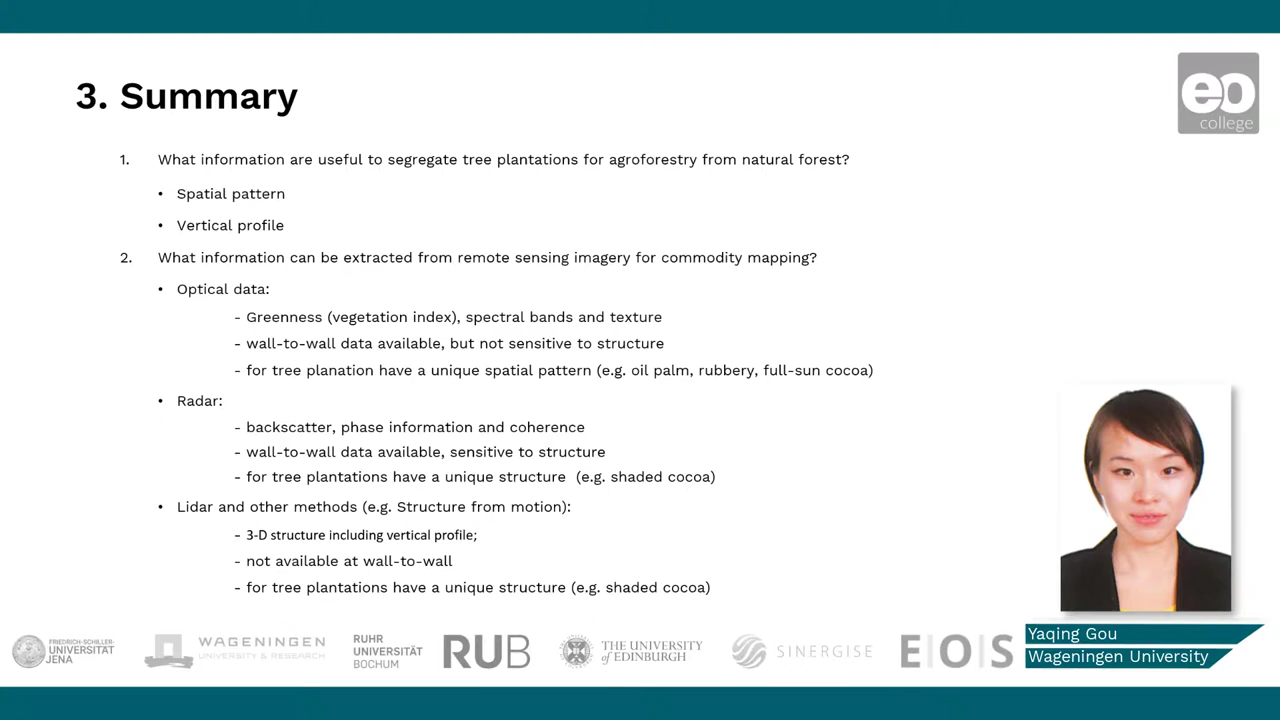 3. Summary
eo
college
1. What information are useful to segregate tree plantations for agroforestry from natural forest?
• Spatial pattern
• Vertical profile
2. What information can be extracted from remote sensing imagery for commodity mapping?
• Optical data:
- Greenness (vegetation index), spectral bands and texture
- wall-to-wall data available, but not sensitive to structure
- for tree planation have a unique spatial pattern (e.g. oil palm, rubbery, full-sun cocoa)
• Radar:
- backscatter, phase information and coherence
- wall-to-wall data available, sensitive to structure
- for tree plantations have a unique structure (e.g. shaded cocoa)
• Lidar and other methods (e.g. Structure from motion):
- 3-D structure including vertical profile;
- not available at wall-to-wall
- for tree plantations have a unique structure (e.g. shaded cocoa)
FRIEDRICH-SCHILLER-
UNIVERSITÄT
JENA
WAGENINGEN
UNIVERSITY & RESEARCH
RUHR
UNIVERSITÄT
BOCHUM
RUB
THE UNIVERSITY
of EDINBURGH
SINERGISE
E|O|S
Yaqing Gou
Wageningen University